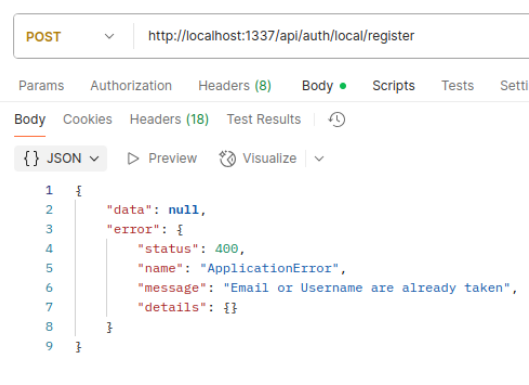 POST http://localhost:1337/api/auth/local/register
Params Authorization Headers (8) Body Scripts Tests Setti
Body Cookies Headers (18) Test Results
{} JSON Preview Visualize
1 {
2 "data": null,
3 "error": {
4 "status": 400,
5 "name": "ApplicationError",
6 "message": "Email or Username are already taken",
7 "details": {}
8 }
9 }